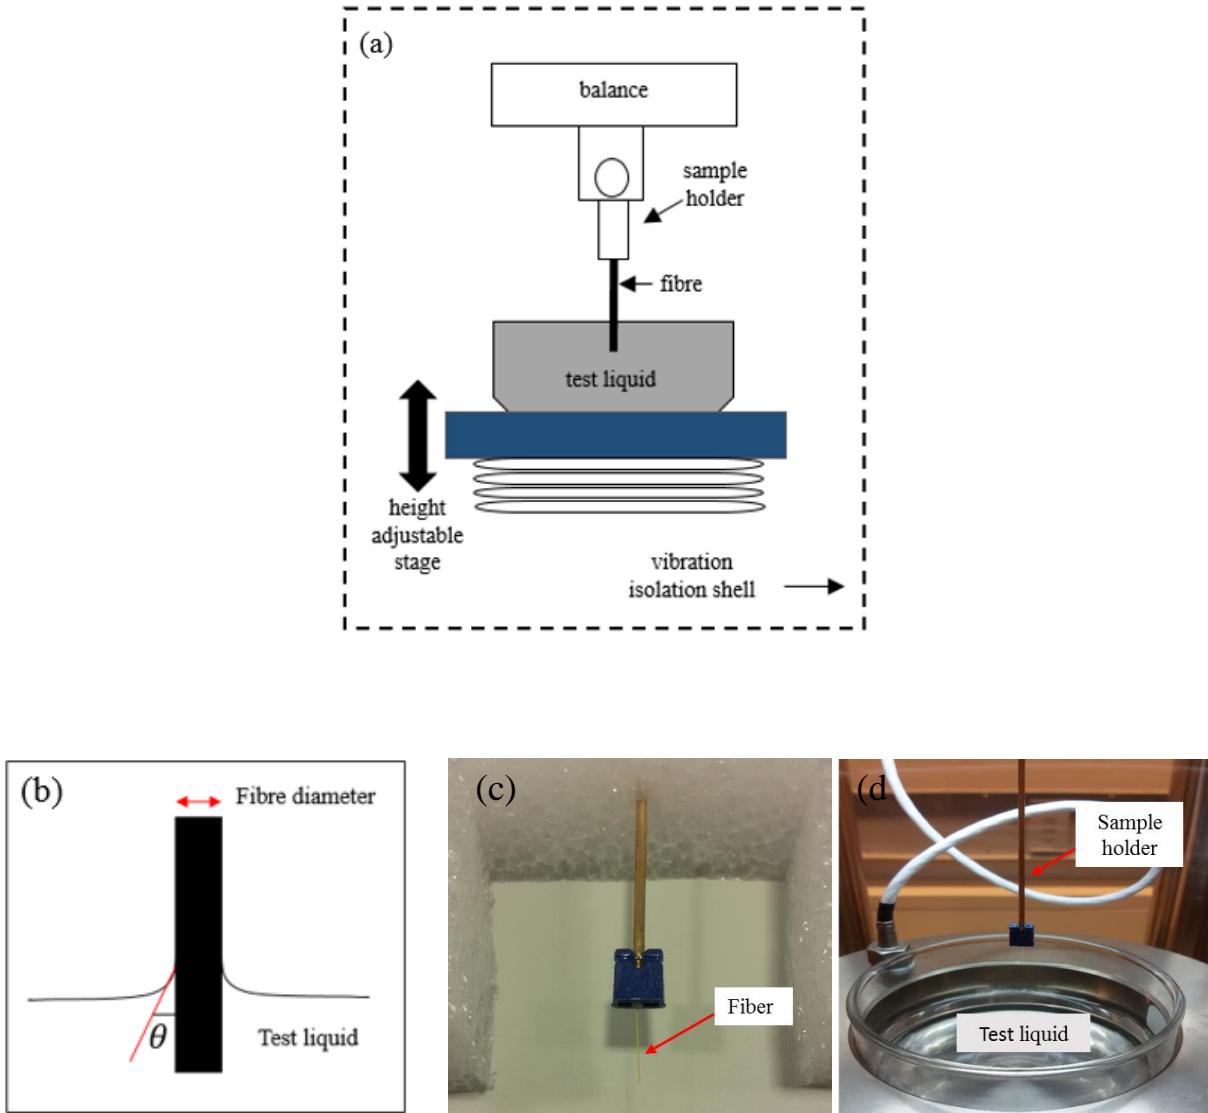 (a)
balance
sample
holder
fibre
test liquid
height
adjustable
stage
vibration
isolation shell
(b)
Fibre diameter
θ
Test liquid
(c)
Fiber
(d
Sample
holder
Test liquid